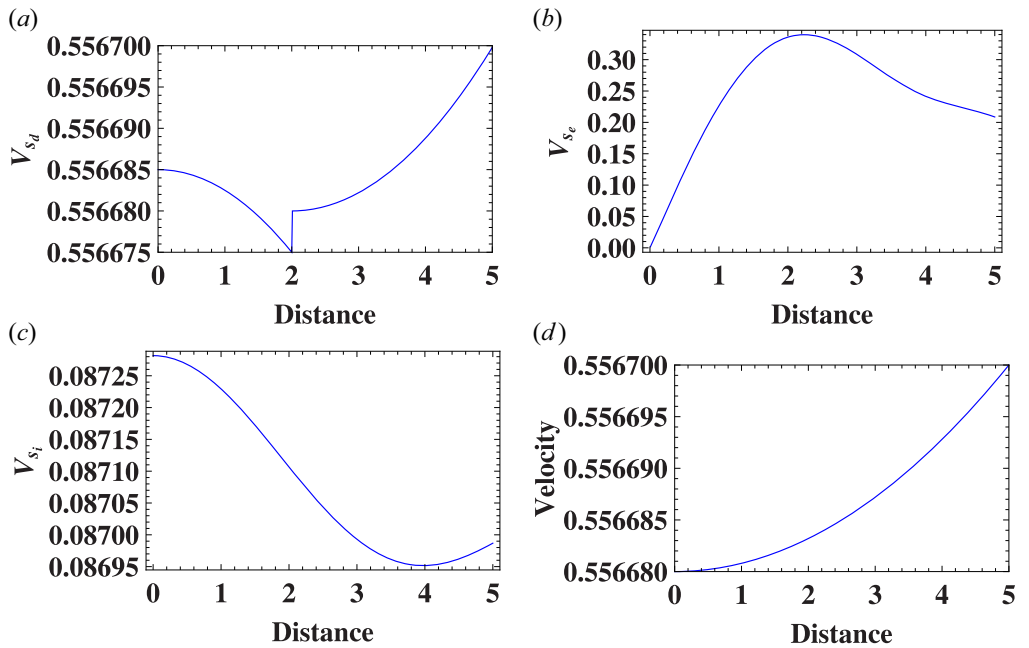 (a)
0.556700
0.556695
0.556690
0.556685
0.556680
0.556675
V_{s_d}
0 1 2 3 4 5
Distance
(b)
0.30
0.25
0.20
0.15
0.10
0.05
0.00
V_{s_e}
0 1 2 3 4 5
Distance
(c)
0.08725
0.08720
0.08715
0.08710
0.08705
0.08700
0.08695
V_{s_i}
0 1 2 3 4 5
Distance
(d)
0.556700
0.556695
0.556690
0.556685
0.556680
Velocity
0 1 2 3 4 5
Distance